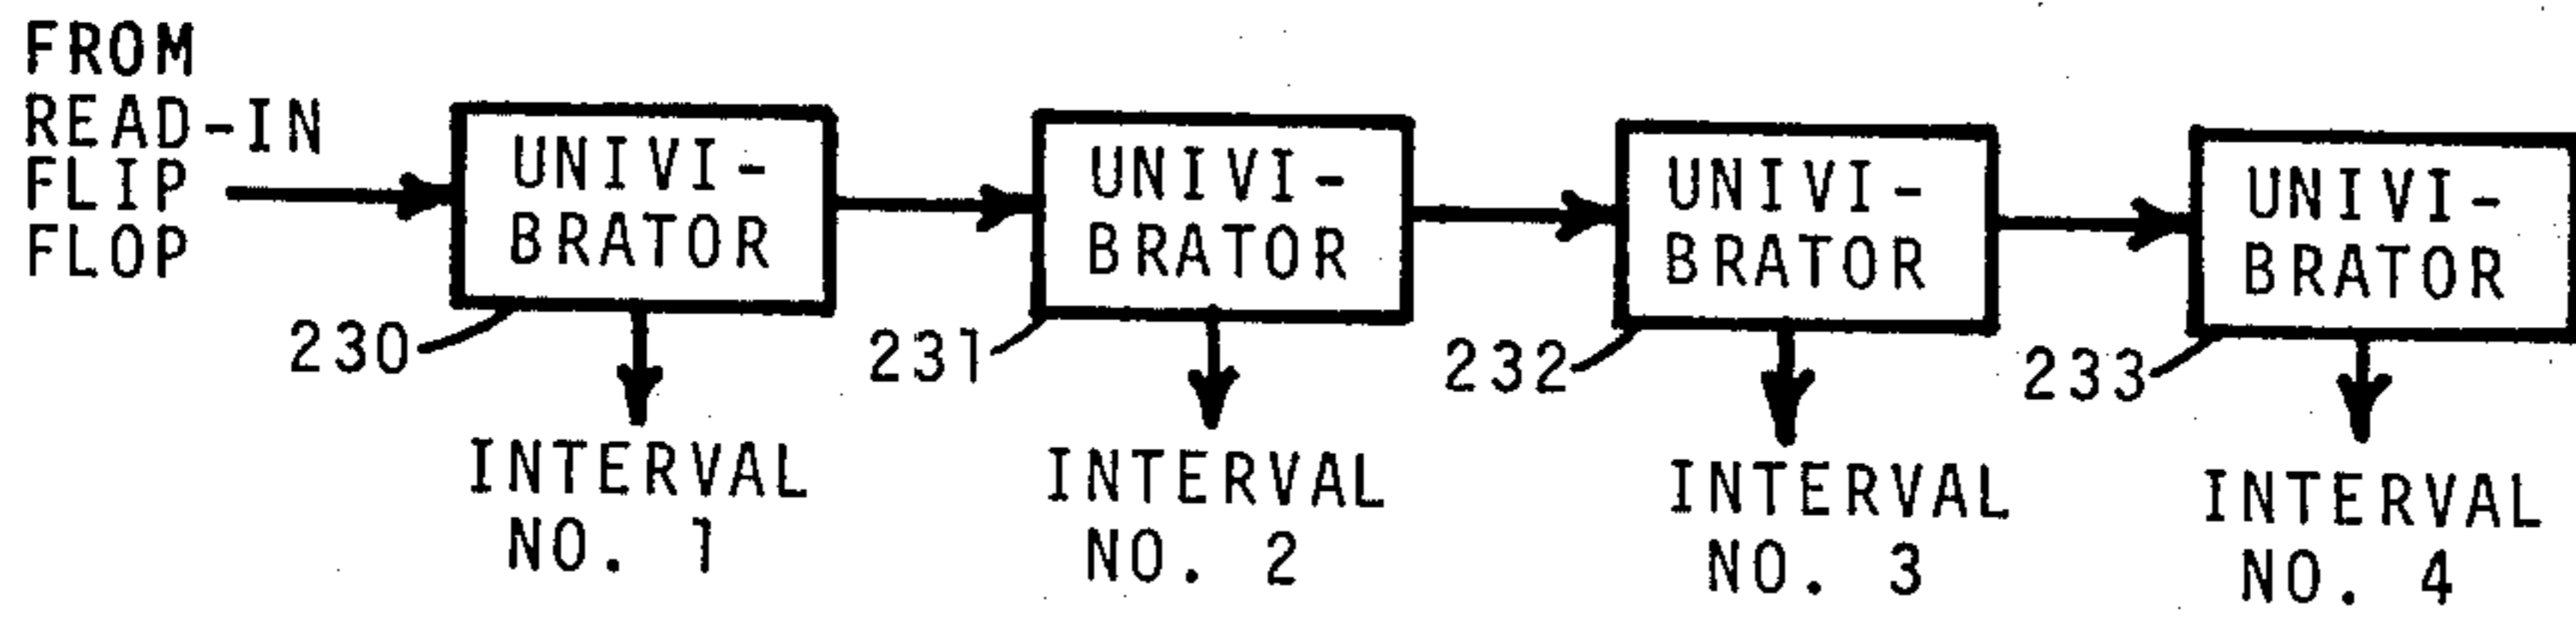 FROM
READ-IN
FLIP
FLOP
UNIVI-
BRATOR
230
INTERVAL
NO. 1
UNIVI-
BRATOR
231
INTERVAL
NO. 2
UNIVI-
BRATOR
232
INTERVAL
NO. 3
UNIVI-
BRATOR
233
INTERVAL
NO. 4